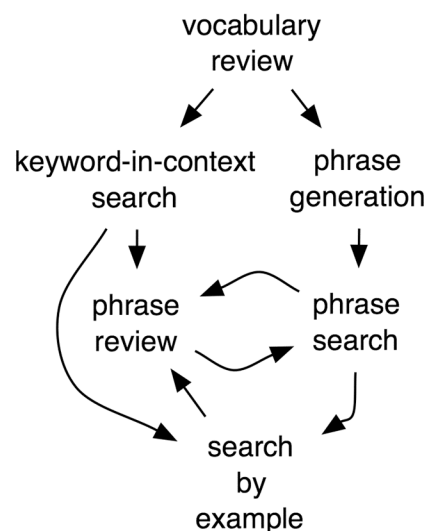 vocabulary
review
keyword-in-context
search
phrase
generation
phrase
review
phrase
search
search
by
example